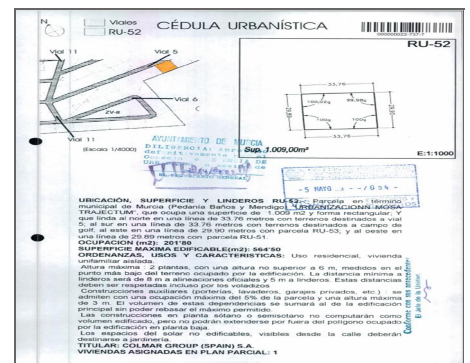 N
Viales
RU-52
CÉDULA URBANÍSTICA
RU-52
Vial 11
Vial 5
Vial 6
ZV-8
Vial 11
(Escala 1/4000)
33,76
33,76
Sup. 1.009,00m²
E:1:1000
AYUNTAMIENTO DE MURCIA
DILIGENCIA:
-5 MAYO
UBICACIÓN, SUPERFICIE Y LINDEROS RU-52: Parcela en término
municipal de Murcia (Pedanía Baños y Mendigo), URBANIZACION MOSA
TRAJECTUM", que ocupa una superficie de 1.009 m2 y forma rectangular; Y
que linda al norte en una línea de 33.76 metros con terrenos destinados a vial
5; al sur en una línea de 33.76 metros con terrenos destinados a campo de
golf; al este en una línea de 29.89 metros con parcela RU-53; y al oeste en
una línea de 29.89 metros con parcela RU-51.
OCUPACION (m2): 201'80
SUPERFICIE MAXIMA EDIFICABLE(m2): 564'50
ORDENANZAS, USOS Y CARACTERISTICAS: Uso residencial, vivienda
unifamiliar aislada.
Altura máxima : 2 plantas, con una altura no superior a 6 m, medidos en el
punto más bajo del terreno ocupado por la edificación. La distancia mínima a
linderos será de 8 m a alineaciones oficiales y 5 m a linderos. Estas distancias
deben ser respetadas incluso por los voladizos
Construcciones auxiliares (porterías, lavaderos, garajes privados, etc.) : se
admiten con una ocupación máxima del 5% de la parcela y una altura máxima
de 3 m. El volumen de estas dependencias se sumará al de la edificación
principal sin poder rebasar el máximo permitido.
Las construcciones en planta sótano o semisótano no computarán como
volumen edificado, pero no podrán extenderse por fuera del polígono ocupado
por la edificación en planta baja.
Los espacios del solar no edificables, visibles desde la calle deberán
destinarse a jardinería.
TITULAR: COLMAR GROUP (SPAIN) S.A.
VIVIENDAS ASIGNADAS EN PLAN PARCIAL: 1
Conforme con mis antecedentes